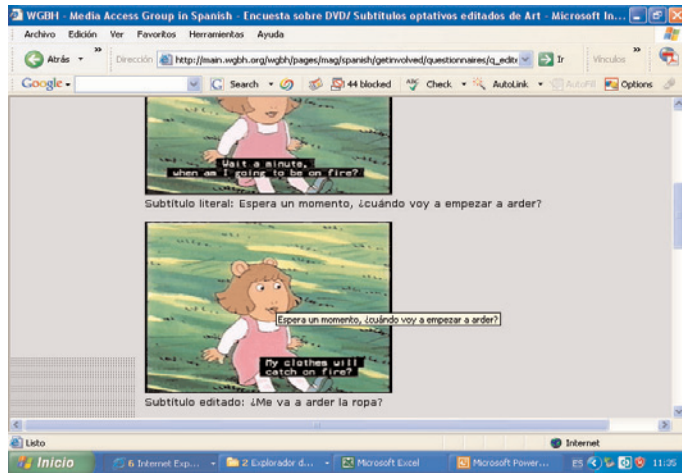 WGBH - Media Access Group in Spanish - Encuesta sobre DVD/ Subtítulos optativos editados de Art - Microsoft In...
Archivo Edición Ver Favoritos Herramientas Ayuda
Atrás Dirección http://main.wgbh.org/wgbh/pages/mag/spanish/getinvolved/questionnaires/q_edite Ir Vínculos
Google Search 44 blocked ABC Check AutoLink AutoFill Options
Wait a minute,
when am I going to be on fire?
Subtítulo literal: Espera un momento, ¿cuándo voy a empezar a arder?
Espera un momento, ¿cuándo voy a empezar a arder?
My clothes will
catch on fire?
Subtítulo editado: ¿Me va a arder la ropa?
Listo Internet
Inicio 6 Internet Exp... 2 Explorador d... Microsoft Excel Microsoft Power... ES 11:35